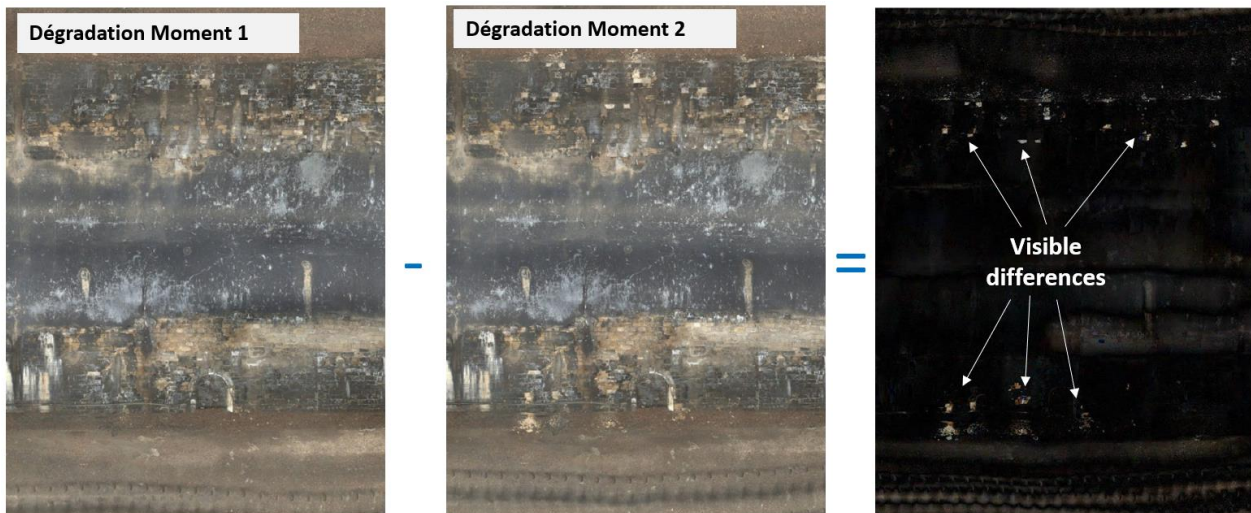 Dégradation Moment 1
Dégradation Moment 2
-
=
Visible
differences